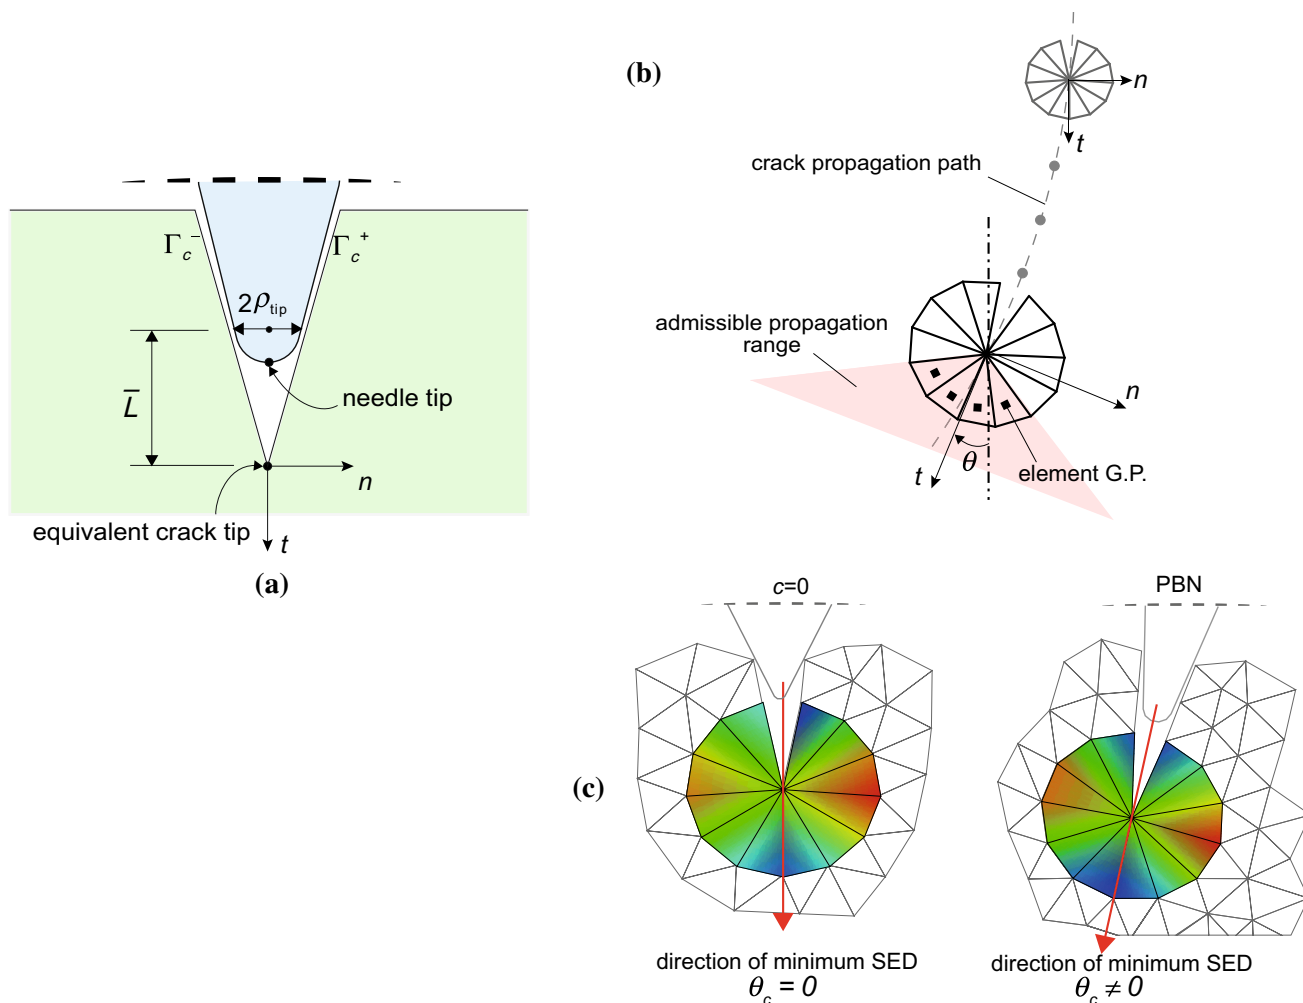 Γc⁻
Γc⁺
2ρtip
L̅
needle tip
n
equivalent crack tip
t
(a)
(b)
n
t
crack propagation path
admissible propagation
range
n
θ
t
element G.P.
(c)
c=0
PBN
direction of minimum SED
θc = 0
direction of minimum SED
θc ≠ 0